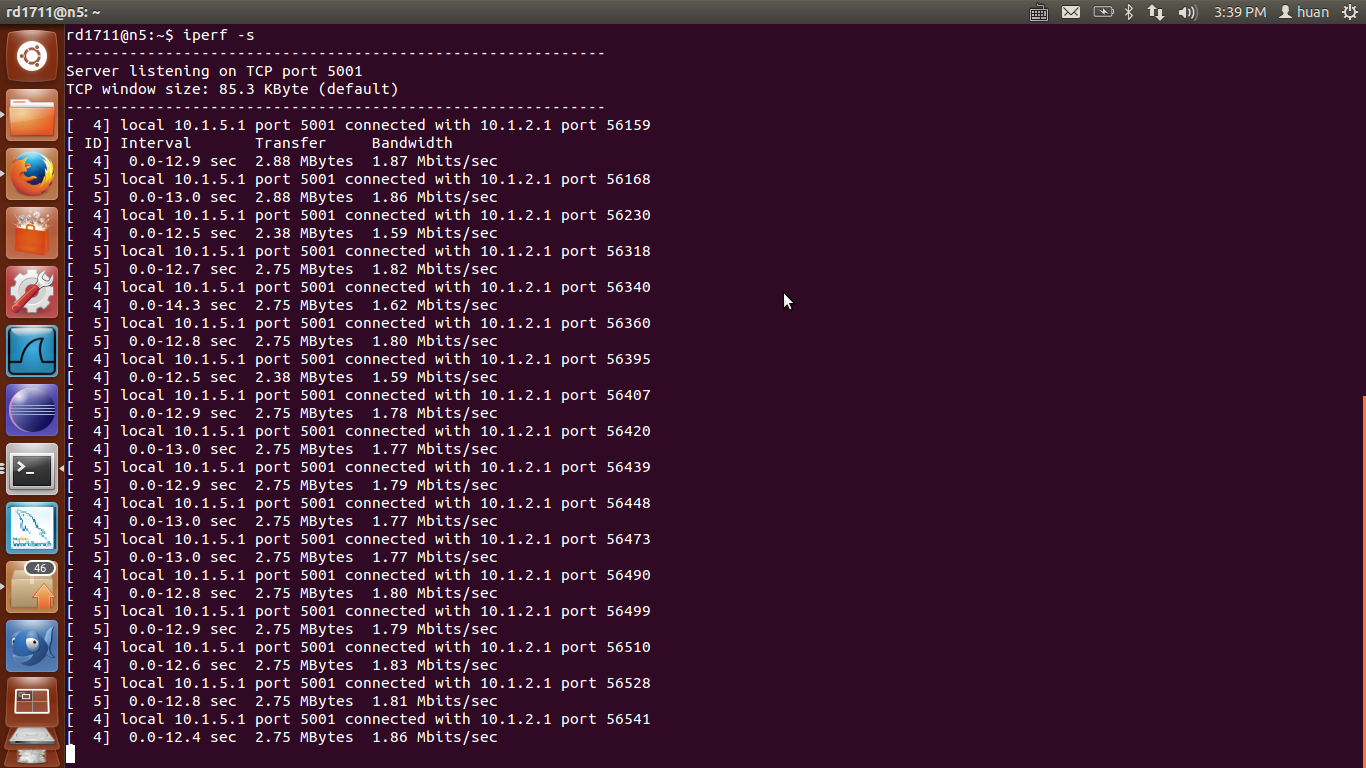 rd1711@n5: ~
3:39 PM
huan
rd1711@n5:~$ iperf -s
------------------------------------------------------------
Server listening on TCP port 5001
TCP window size: 85.3 KByte (default)
------------------------------------------------------------
[  4] local 10.1.5.1 port 5001 connected with 10.1.2.1 port 56159
[ ID] Interval       Transfer     Bandwidth
[  4]  0.0-12.9 sec  2.88 MBytes  1.87 Mbits/sec
[  5] local 10.1.5.1 port 5001 connected with 10.1.2.1 port 56168
[  5]  0.0-13.0 sec  2.88 MBytes  1.86 Mbits/sec
[  4] local 10.1.5.1 port 5001 connected with 10.1.2.1 port 56230
[  4]  0.0-12.5 sec  2.38 MBytes  1.59 Mbits/sec
[  5] local 10.1.5.1 port 5001 connected with 10.1.2.1 port 56318
[  5]  0.0-12.7 sec  2.75 MBytes  1.82 Mbits/sec
[  4] local 10.1.5.1 port 5001 connected with 10.1.2.1 port 56340
[  4]  0.0-14.3 sec  2.75 MBytes  1.62 Mbits/sec
[  5] local 10.1.5.1 port 5001 connected with 10.1.2.1 port 56360
[  5]  0.0-12.8 sec  2.75 MBytes  1.80 Mbits/sec
[  4] local 10.1.5.1 port 5001 connected with 10.1.2.1 port 56395
[  4]  0.0-12.5 sec  2.38 MBytes  1.59 Mbits/sec
[  5] local 10.1.5.1 port 5001 connected with 10.1.2.1 port 56407
[  5]  0.0-12.9 sec  2.75 MBytes  1.78 Mbits/sec
[  4] local 10.1.5.1 port 5001 connected with 10.1.2.1 port 56420
[  4]  0.0-13.0 sec  2.75 MBytes  1.77 Mbits/sec
[  5] local 10.1.5.1 port 5001 connected with 10.1.2.1 port 56439
[  5]  0.0-12.9 sec  2.75 MBytes  1.79 Mbits/sec
[  4] local 10.1.5.1 port 5001 connected with 10.1.2.1 port 56448
[  4]  0.0-13.0 sec  2.75 MBytes  1.77 Mbits/sec
[  5] local 10.1.5.1 port 5001 connected with 10.1.2.1 port 56473
[  5]  0.0-13.0 sec  2.75 MBytes  1.77 Mbits/sec
[  4] local 10.1.5.1 port 5001 connected with 10.1.2.1 port 56490
[  4]  0.0-12.8 sec  2.75 MBytes  1.80 Mbits/sec
[  5] local 10.1.5.1 port 5001 connected with 10.1.2.1 port 56499
[  5]  0.0-12.9 sec  2.75 MBytes  1.79 Mbits/sec
[  4] local 10.1.5.1 port 5001 connected with 10.1.2.1 port 56510
[  4]  0.0-12.6 sec  2.75 MBytes  1.83 Mbits/sec
[  5] local 10.1.5.1 port 5001 connected with 10.1.2.1 port 56528
[  5]  0.0-12.8 sec  2.75 MBytes  1.81 Mbits/sec
[  4] local 10.1.5.1 port 5001 connected with 10.1.2.1 port 56541
[  4]  0.0-12.4 sec  2.75 MBytes  1.86 Mbits/sec
WorkBench
46